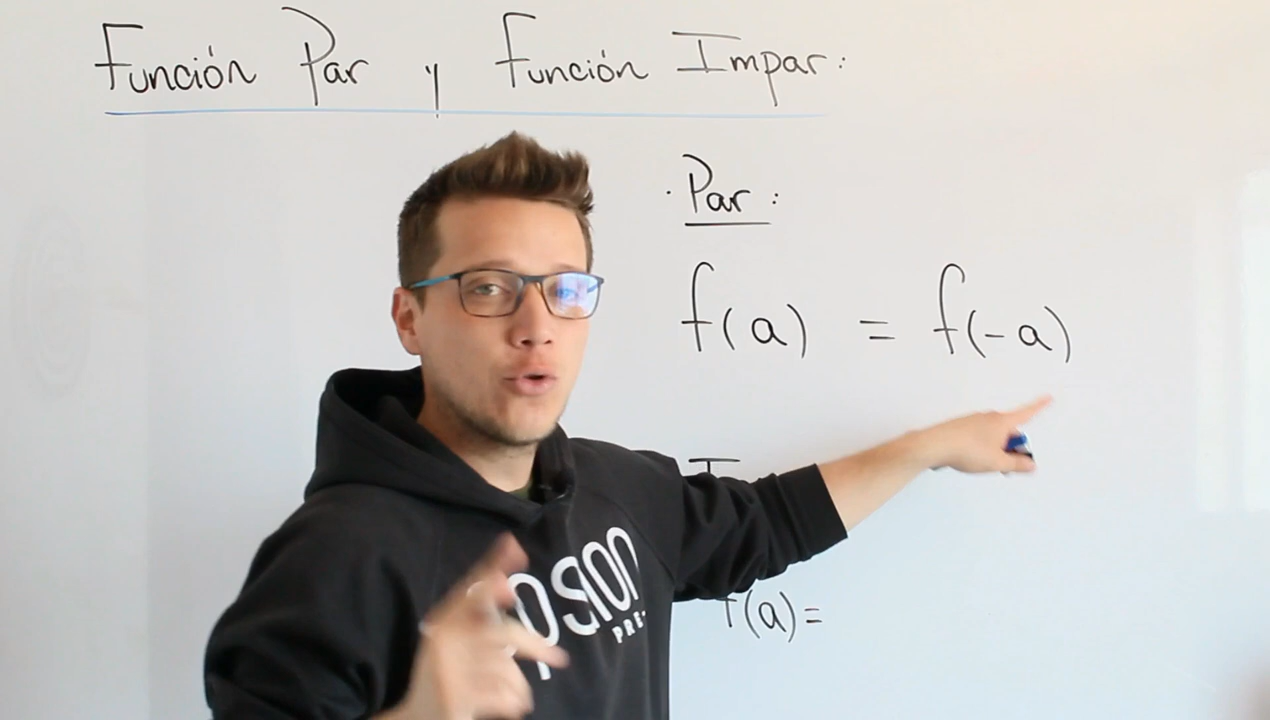 Función Par y Función Impar:
· Par :
f(a) = f(-a)
f(a)=